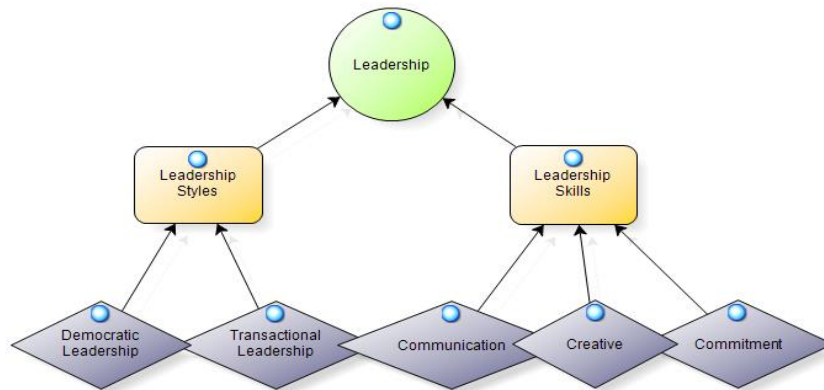 Leadership
Leadership
Styles
Leadership
Skills
Democratic
Leadership
Transactional
Leadership
Communication
Creative
Commitment